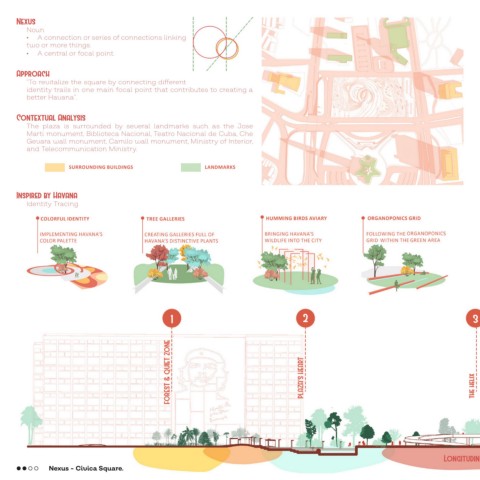 NEXUS
Noun
• A connection or series of connections linking
two or more things.
• A central or focal point.
APPROACH
"To revitalize the square by connecting different
identity traits in one main focal point that contributes to creating a
better Havana".
CONTEXTUAL ANALYSIS
The plaza is surrounded by several landmarks such as the Jose
Marti monument, Biblioteca Nacional, Teatro Nacional de Cuba, Che
Gevara wall monument, Camilo wall monument, Ministry of Interior,
and Telecommunication Ministry.
SURROUNDING BUILDINGS
LANDMARKS
INSPIRED BY HAVANA
Identity Tracing
COLORFUL IDENTITY
IMPLEMENTING HAVANA'S
COLOR PALETTE
TREE GALLERIES
CREATING GALLERIES FULL OF
HAVANA'S DISTINCTIVE PLANTS
HUMMING BIRDS AVIARY
BRINGING HAVANA'S
WILDLIFE INTO THE CITY
ORGANOPONICS GRID
FOLLOWING THE ORGANOPONICS
GRID WITHIN THE GREEN AREA
1
2
3
FOREST & QUIET ZONE
PLAZA'S HEART
THE HELIX
LONGITUDIN
Nexus - Civica Square.